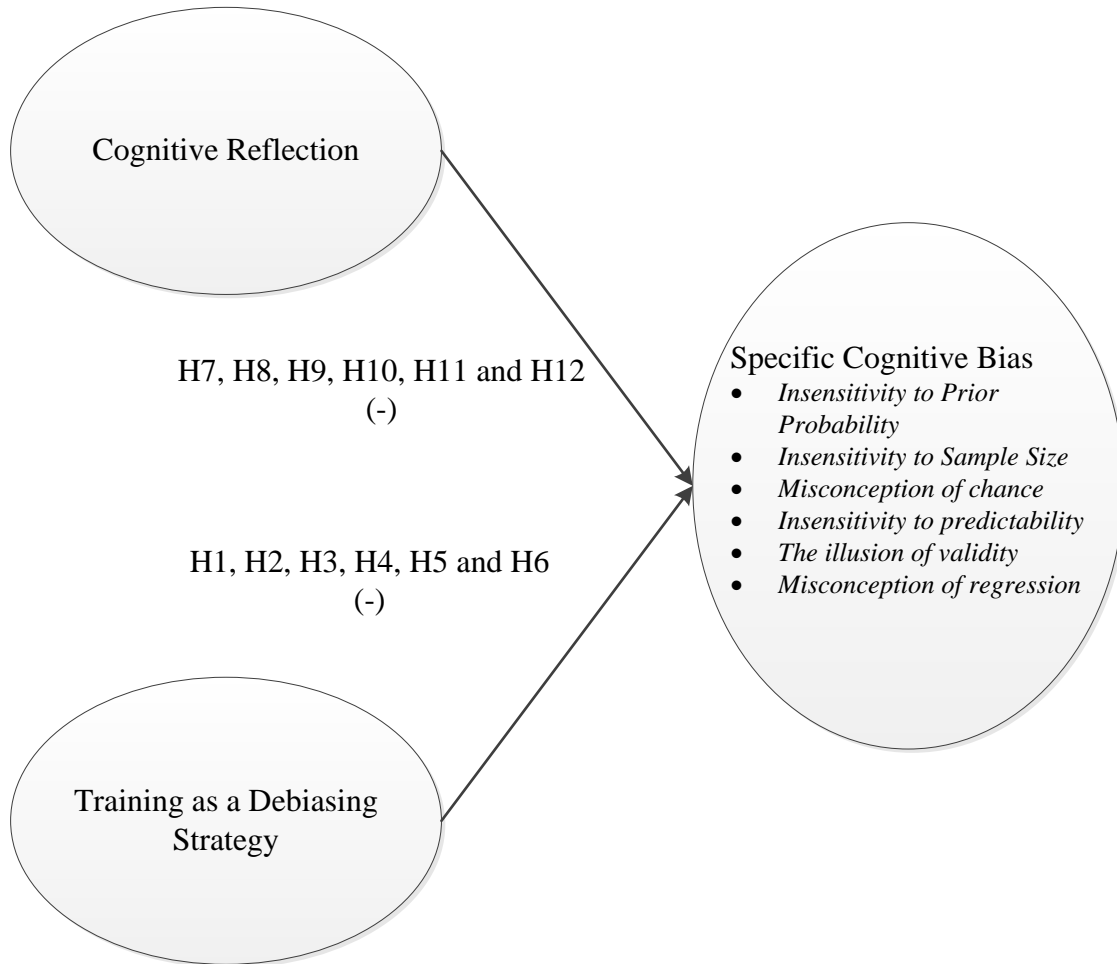 Cognitive Reflection
H7, H8, H9, H10, H11 and H12
(-)
Specific Cognitive Bias
• Insensitivity to Prior
Probability
• Insensitivity to Sample Size
• Misconception of chance
• Insensitivity to predictability
• The illusion of validity
• Misconception of regression
H1, H2, H3, H4, H5 and H6
(-)
Training as a Debiasing
Strategy